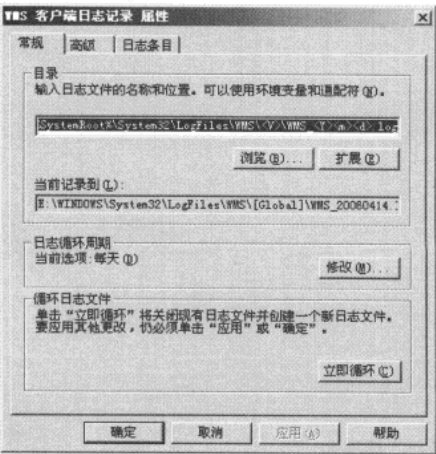 WMS 客户端日志记录 属性
常规 高级 日志条目
目录
输入日志文件的名称和位置。可以使用环境变量和通配符(N)。
SystemRoot%\System32\LogFiles\WMS\<V>\WMS_<Y><m><d>.log
浏览(B)... 扩展(E)
当前记录到(L):
E:\WINDOWS\System32\LogFiles\WMS\[Global]\WMS_20080414.
日志循环周期
当前选项:每天(D)
修改(M)...
循环日志文件
单击“立即循环”将关闭现有日志文件并创建一个新日志文件。
要应用其他更改,仍必须单击“应用”或“确定”。
立即循环(C)
确定 取消 应用(A) 帮助